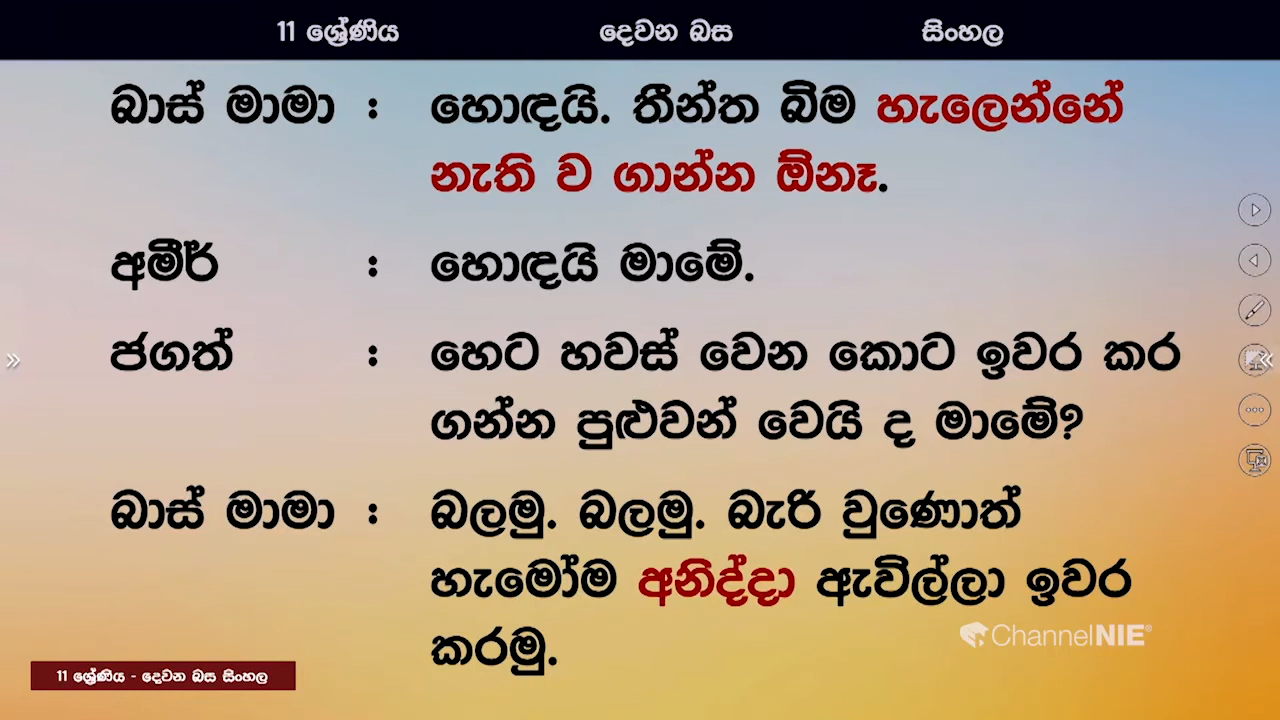 11 ශ්‍රේණිය දෙවන බස සිංහල
බාස් මාමා : හොඳයි. තීන්ත බිම හැලෙන්නේ
නැති ව ගාන්න ඕනෑ.
අමීර් : හොඳයි මාමේ.
ජගත් : හෙට හවස් වෙන කොට ඉවර කර
ගන්න පුළුවන් වෙයි ද මාමේ?
බාස් මාමා : බලමු. බලමු. බැරි වුණොත්
හැමෝම අනිද්දා ඇවිල්ලා ඉවර
කරමු.
ChannelNIE®
11 ශ්‍රේණිය - දෙවන බස සිංහල